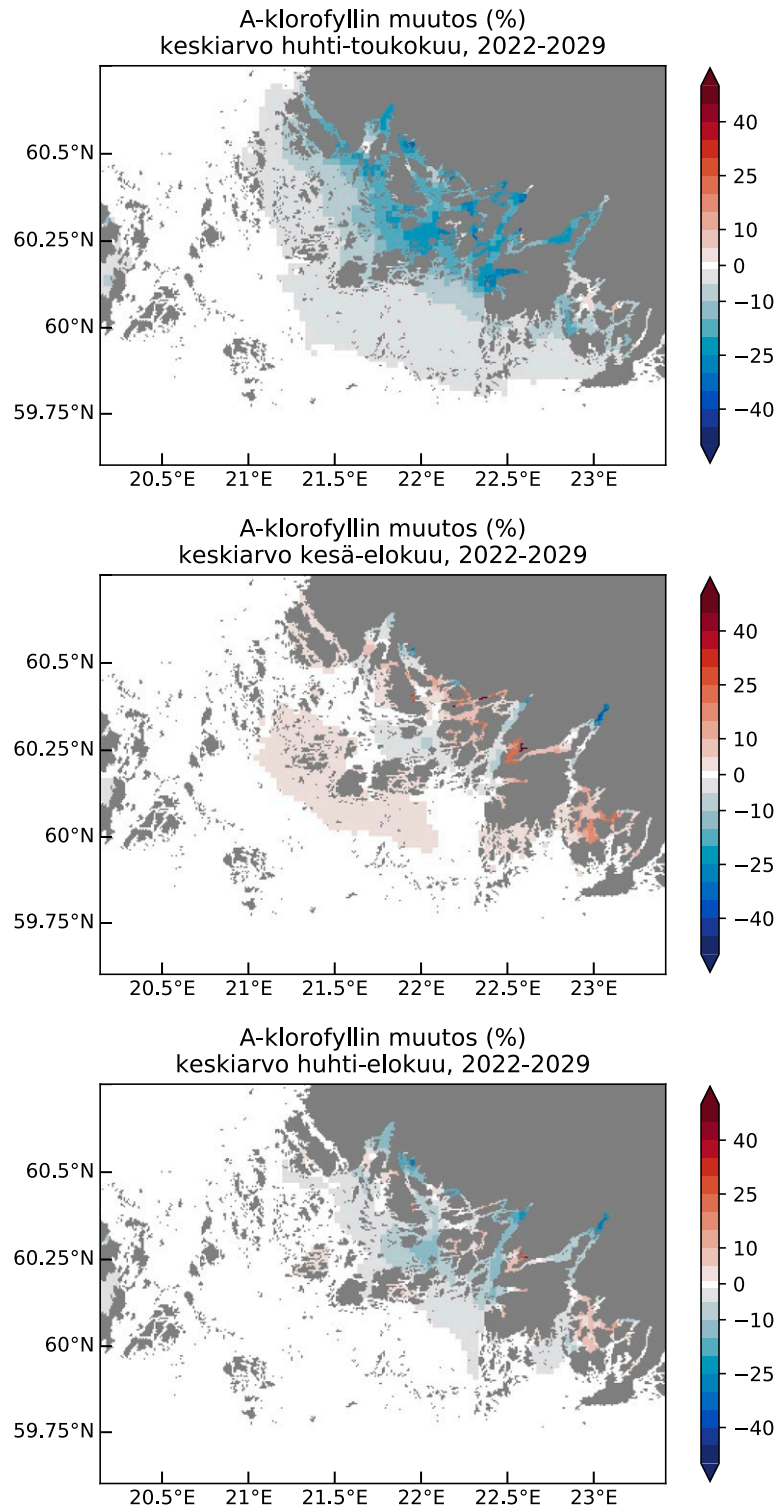 A-klorofyllin muutos (%)
keskiarvo huhti-toukokuu, 2022-2029
60.5°N
60.25°N
60°N
59.75°N
20.5°E 21°E 21.5°E 22°E 22.5°E 23°E
40
25
10
0
−10
−25
−40
A-klorofyllin muutos (%)
keskiarvo kesä-elokuu, 2022-2029
60.5°N
60.25°N
60°N
59.75°N
20.5°E 21°E 21.5°E 22°E 22.5°E 23°E
40
25
10
0
−10
−25
−40
A-klorofyllin muutos (%)
keskiarvo huhti-elokuu, 2022-2029
60.5°N
60.25°N
60°N
59.75°N
20.5°E 21°E 21.5°E 22°E 22.5°E 23°E
40
25
10
0
−10
−25
−40